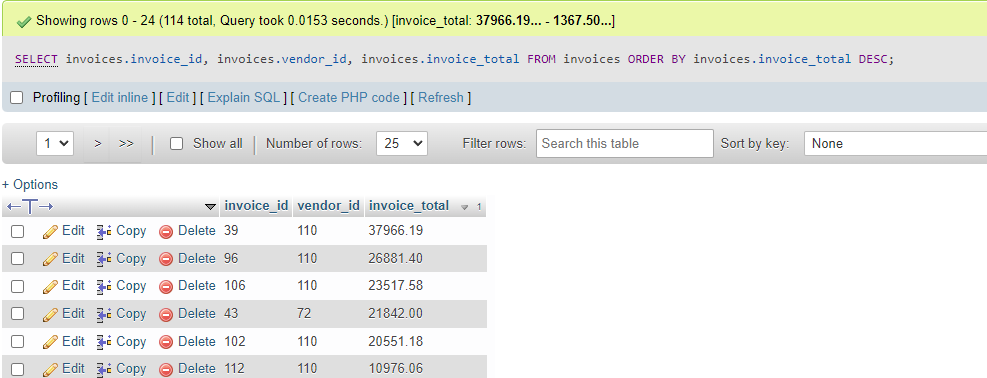 Showing rows 0 - 24 (114 total, Query took 0.0153 seconds.) [invoice_total: 37966.19... - 1367.50...]
SELECT invoices.invoice_id, invoices.vendor_id, invoices.invoice_total FROM invoices ORDER BY invoices.invoice_total DESC;
Profiling [ Edit inline ] [ Edit ] [ Explain SQL ] [ Create PHP code ] [ Refresh ]
1 > >> Show all Number of rows: 25 Filter rows: Search this table Sort by key: None
+ Options
←T→ invoice_id vendor_id invoice_total 1
Edit Copy Delete 39 110 37966.19
Edit Copy Delete 96 110 26881.40
Edit Copy Delete 106 110 23517.58
Edit Copy Delete 43 72 21842.00
Edit Copy Delete 102 110 20551.18
Edit Copy Delete 112 110 10976.06